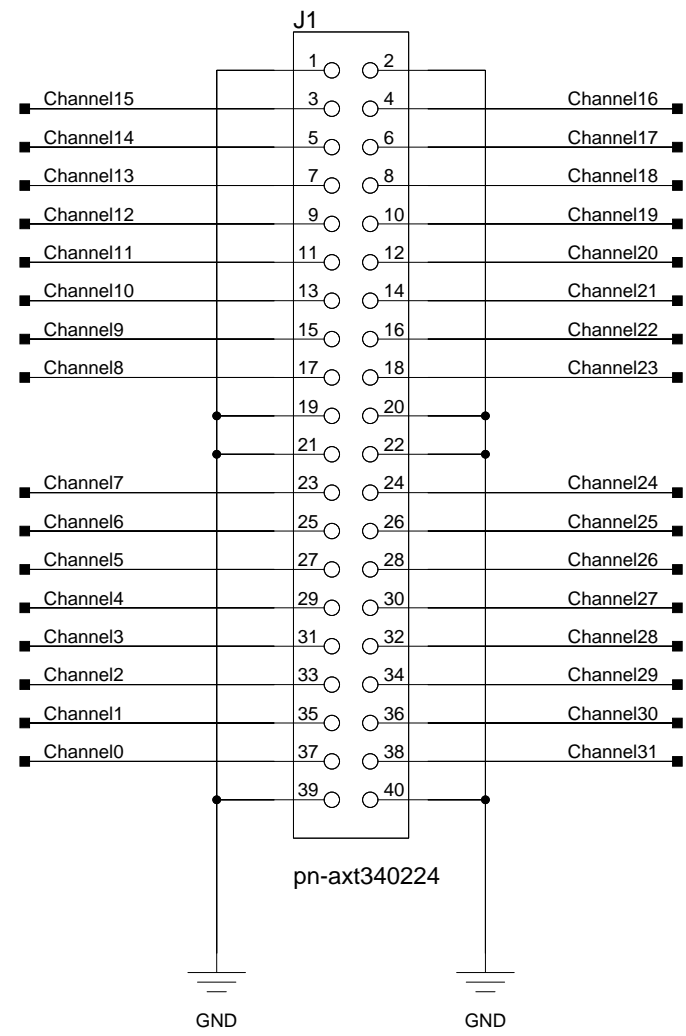 J1
1 2
Channel15 3 4 Channel16
Channel14 5 6 Channel17
Channel13 7 8 Channel18
Channel12 9 10 Channel19
Channel11 11 12 Channel20
Channel10 13 14 Channel21
Channel9 15 16 Channel22
Channel8 17 18 Channel23
19 20
21 22
Channel7 23 24 Channel24
Channel6 25 26 Channel25
Channel5 27 28 Channel26
Channel4 29 30 Channel27
Channel3 31 32 Channel28
Channel2 33 34 Channel29
Channel1 35 36 Channel30
Channel0 37 38 Channel31
39 40
pn-axt340224
GND GND